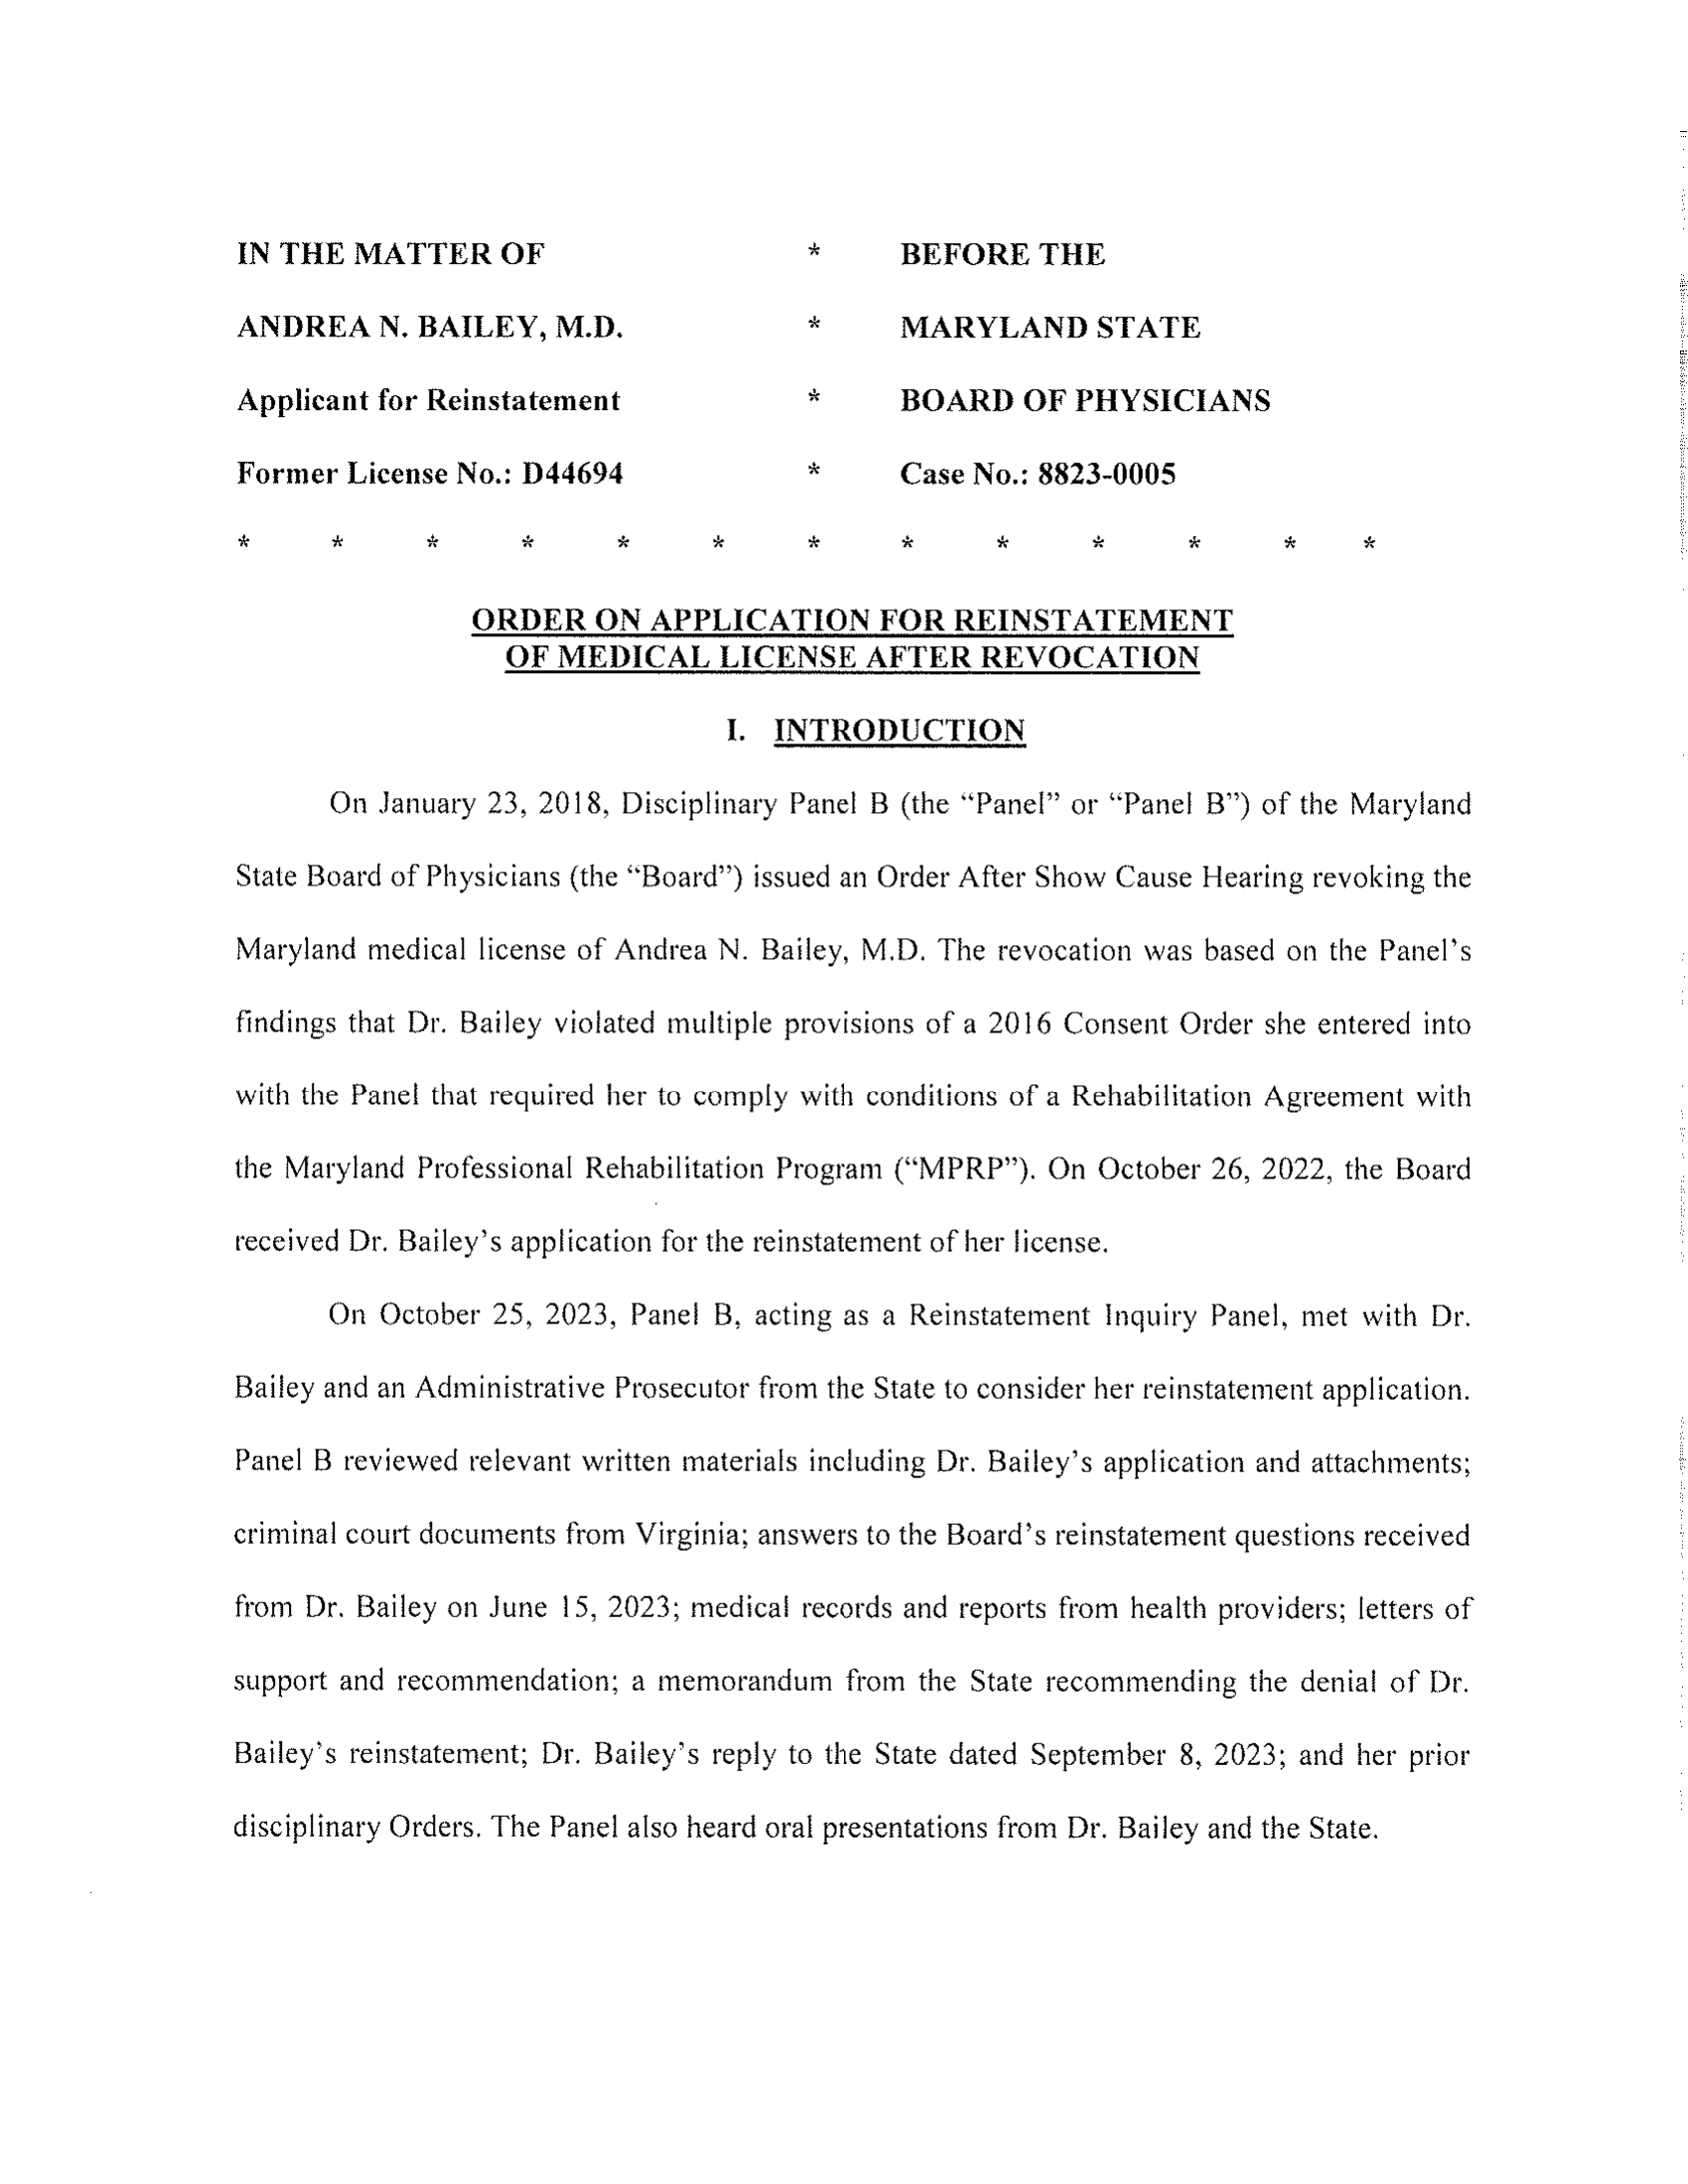 IN THE MATTER OF * BEFORE THE
ANDREA N. BAILEY, M.D. * MARYLAND STATE
Applicant for Reinstatement * BOARD OF PHYSICIANS
Former License No.: D44694 * Case No.: 8823-0005
* * * * * * * * * * * * *
ORDER ON APPLICATION FOR REINSTATEMENT
OF MEDICAL LICENSE AFTER REVOCATION
I. INTRODUCTION
On January 23, 2018, Disciplinary Panel B (the “Panel” or “Panel B”) of the Maryland
State Board of Physicians (the “Board”) issued an Order After Show Cause Hearing revoking the
Maryland medical license of Andrea N. Bailey, M.D. The revocation was based on the Panel’s
findings that Dr. Bailey violated multiple provisions of a 2016 Consent Order she entered into
with the Panel that required her to comply with conditions of a Rehabilitation Agreement with
the Maryland Professional Rehabilitation Program (“MPRP”). On October 26, 2022, the Board
received Dr. Bailey’s application for the reinstatement of her license.
On October 25, 2023, Panel B, acting as a Reinstatement Inquiry Panel, met with Dr.
Bailey and an Administrative Prosecutor from the State to consider her reinstatement application.
Panel B reviewed relevant written materials including Dr. Bailey’s application and attachments;
criminal court documents from Virginia; answers to the Board’s reinstatement questions received
from Dr. Bailey on June 15, 2023; medical records and reports from health providers; letters of
support and recommendation; a memorandum from the State recommending the denial of Dr.
Bailey’s reinstatement; Dr. Bailey’s reply to the State dated September 8, 2023; and her prior
disciplinary Orders. The Panel also heard oral presentations from Dr. Bailey and the State.